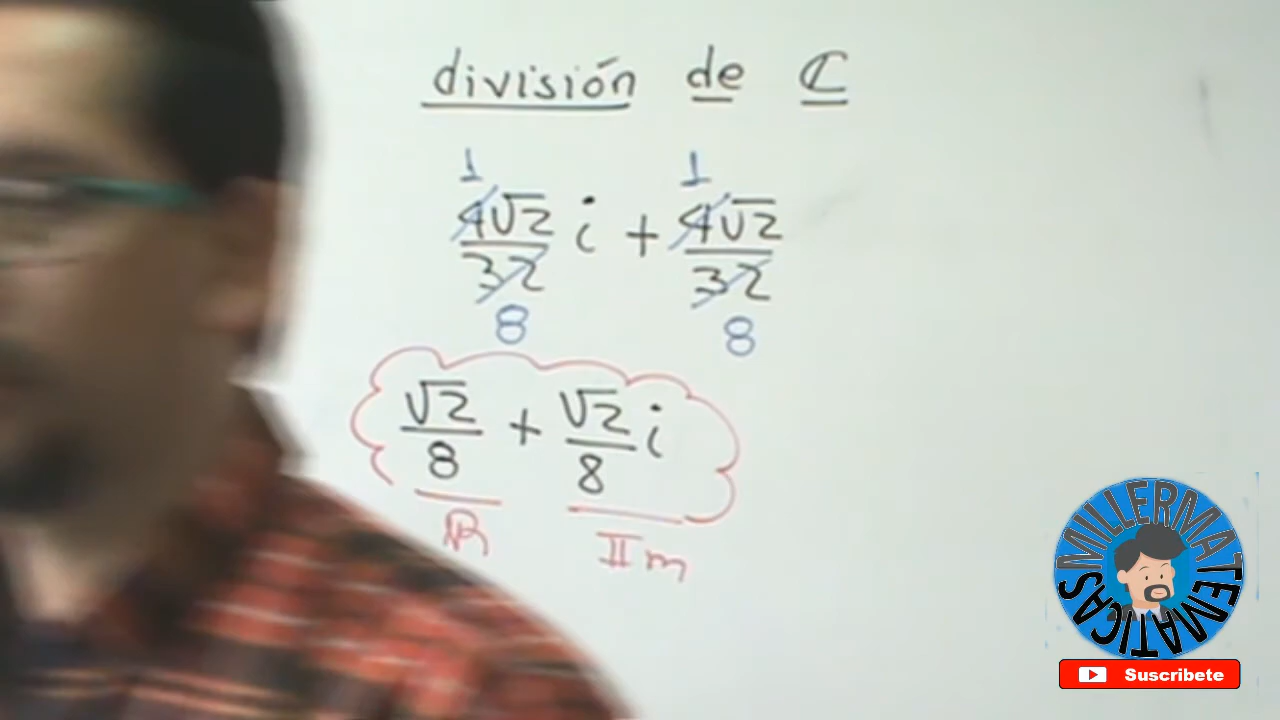 división de ℂ
1 1
4√2/32 i + 4√2/32
8 8
√2/8 + √2/8 i
ℝ 𝕀m
MILLERMATEMATICAS
Suscribete